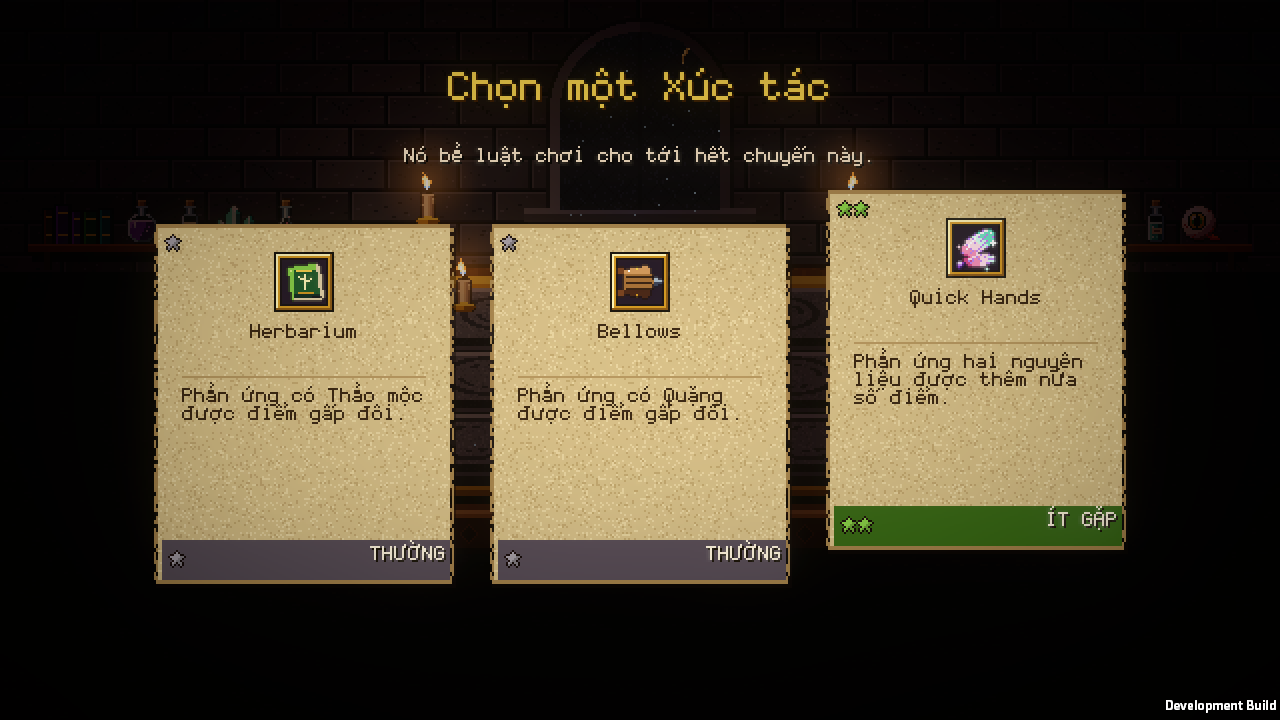 Chọn một Xúc tác
Nó bẻ luật chơi cho tới hết chuyến này.
Herbarium
Phản ứng có Thảo mộc
được điểm gấp đôi.
THƯỜNG
Bellows
Phản ứng có Quặng
được điểm gấp đôi.
THƯỜNG
Quick Hands
Phản ứng hai nguyên
liệu được thêm nửa
số điểm.
ÍT GẶP
Development Build